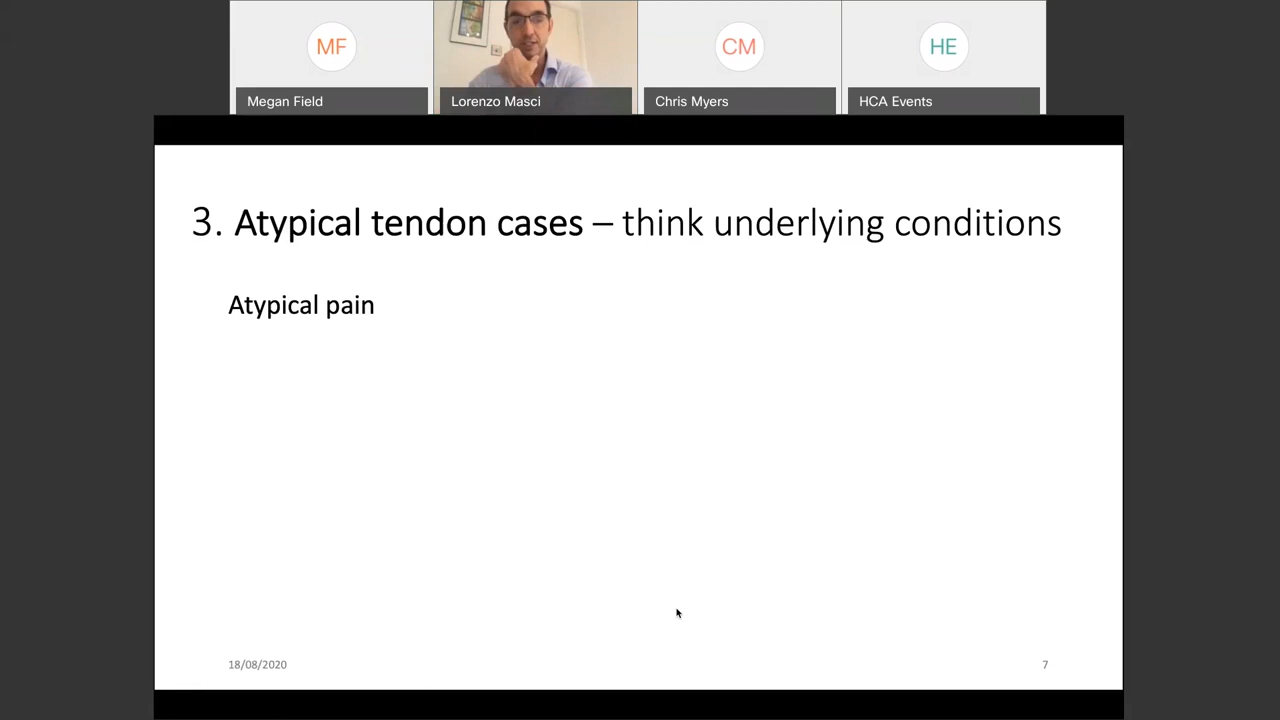 MF
CM
HE
Megan Field
Lorenzo Masci
Chris Myers
HCA Events
3. Atypical tendon cases – think underlying conditions
Atypical pain
18/08/2020
7